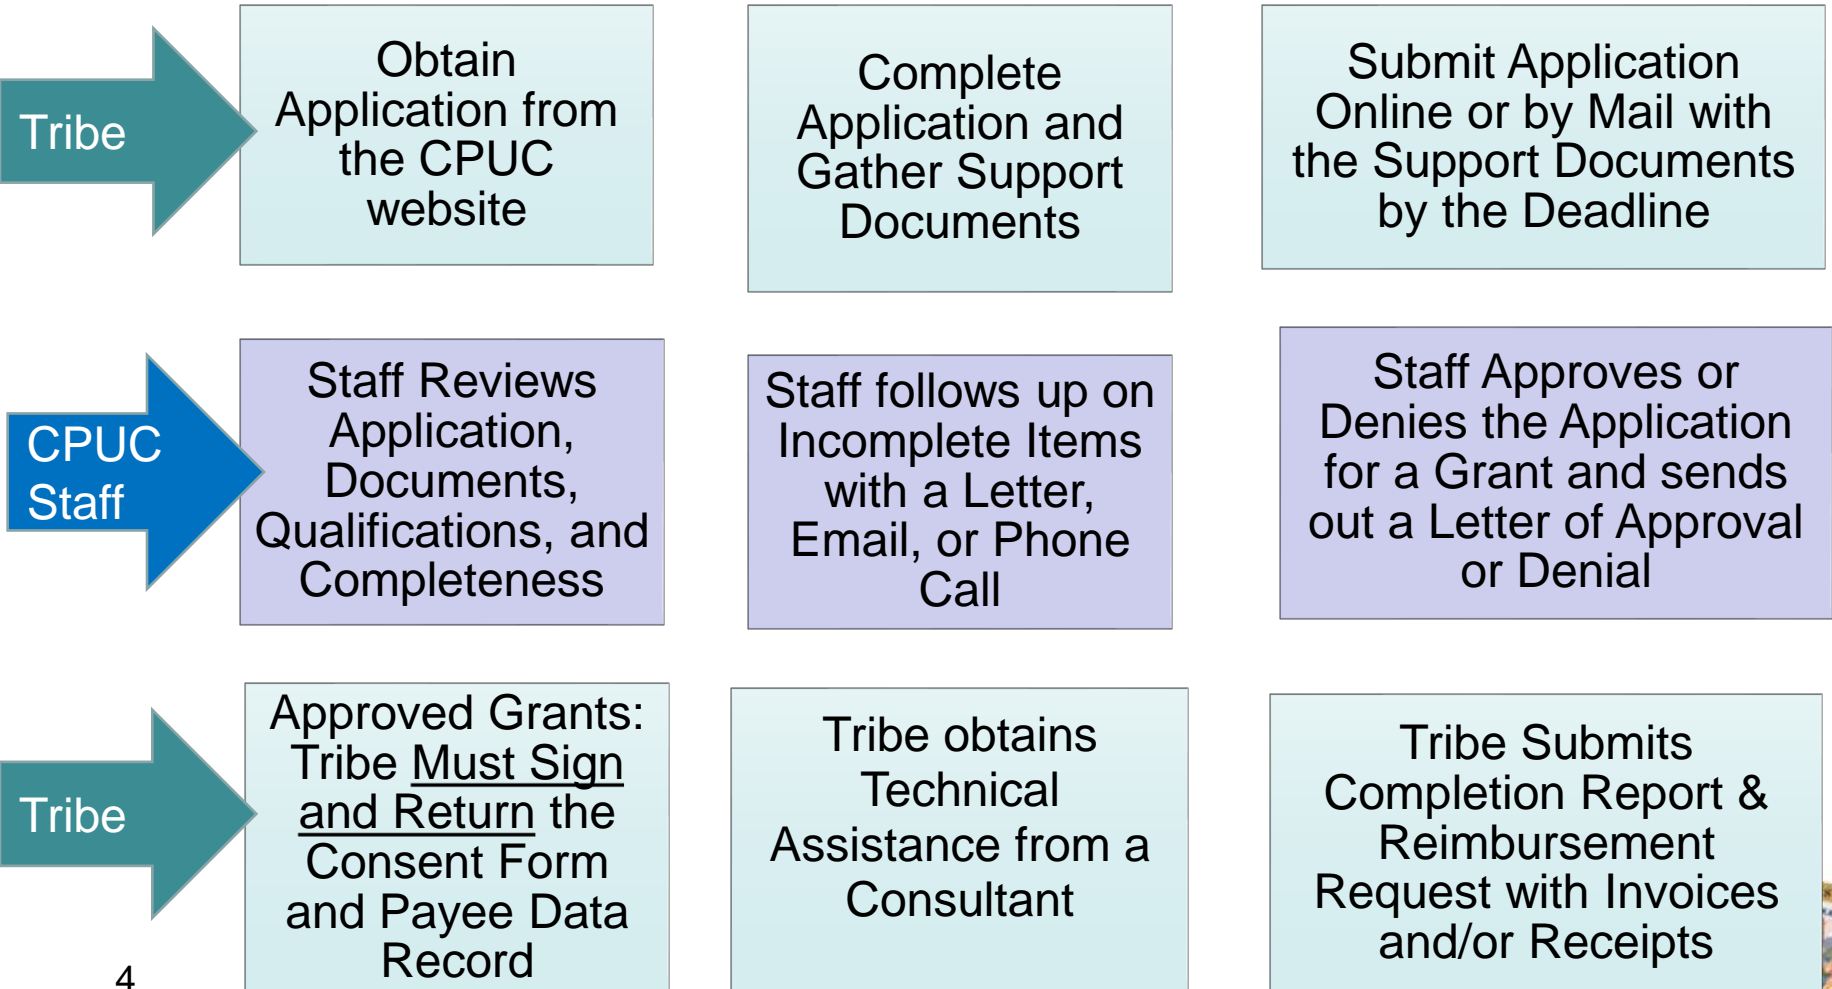 Tribe
Obtain
Application from
the CPUC
website
Complete
Application and
Gather Support
Documents
Submit Application
Online or by Mail with
the Support Documents
by the Deadline
CPUC
Staff
Staff Reviews
Application,
Documents,
Qualifications, and
Completeness
Staff follows up on
Incomplete Items
with a Letter,
Email, or Phone
Call
Staff Approves or
Denies the Application
for a Grant and sends
out a Letter of Approval
or Denial
Tribe
Approved Grants:
Tribe Must Sign
and Return the
Consent Form
and Payee Data
Record
Tribe obtains
Technical
Assistance from a
Consultant
Tribe Submits
Completion Report &
Reimbursement
Request with Invoices
and/or Receipts
4